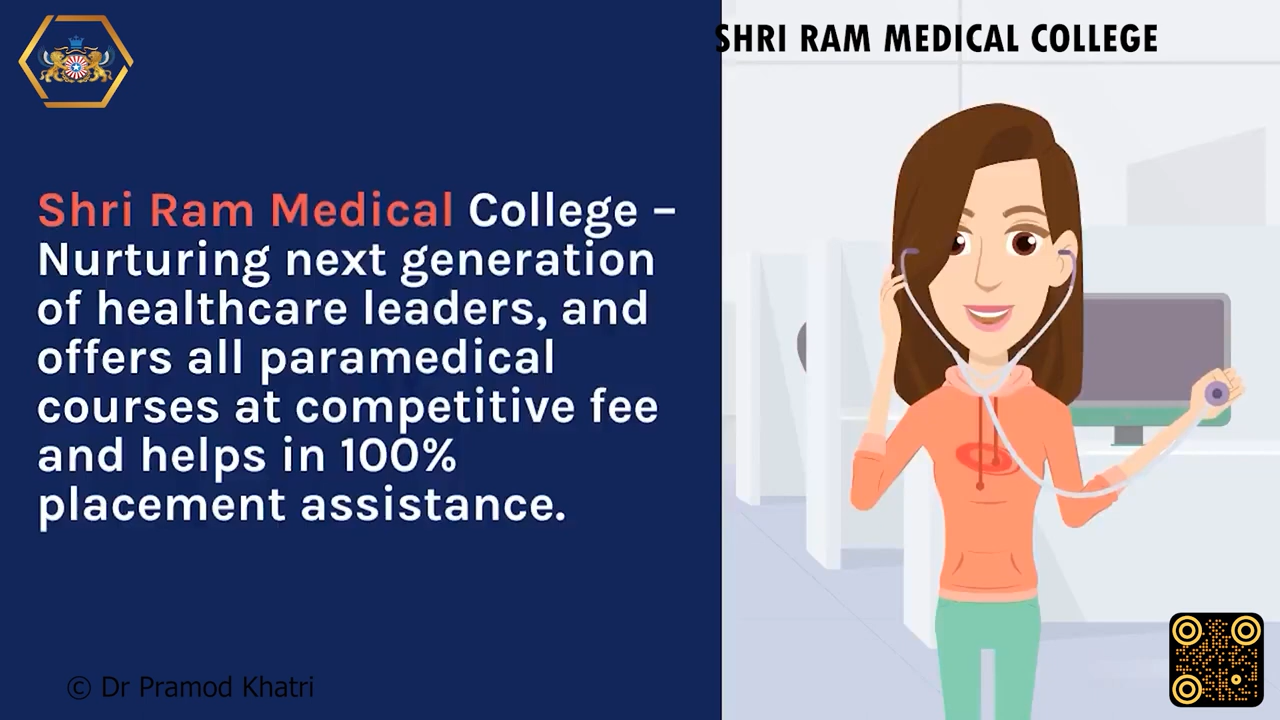 SHRI RAM MEDICAL COLLEGE
Shri Ram Medical College –
Nurturing next generation
of healthcare leaders, and
offers all paramedical
courses at competitive fee
and helps in 100%
placement assistance.
© Dr Pramod Khatri